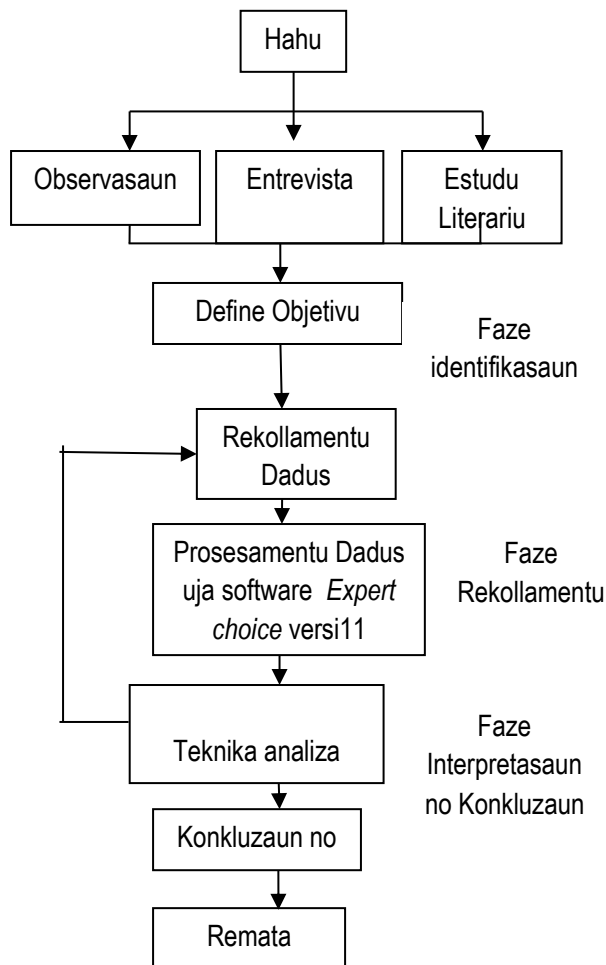 Hahu
Observasaun
Entrevista
Estudu
Literariu
Define Objetivu
Faze
identifikasaun
Rekollamentu
Dadus
Prosesamentu Dadus
uja software Expert
choice versi11
Faze
Rekollamentu
Teknika analiza
Faze
Interpretasaun
no Konkluzaun
Konkluzaun no
Remata